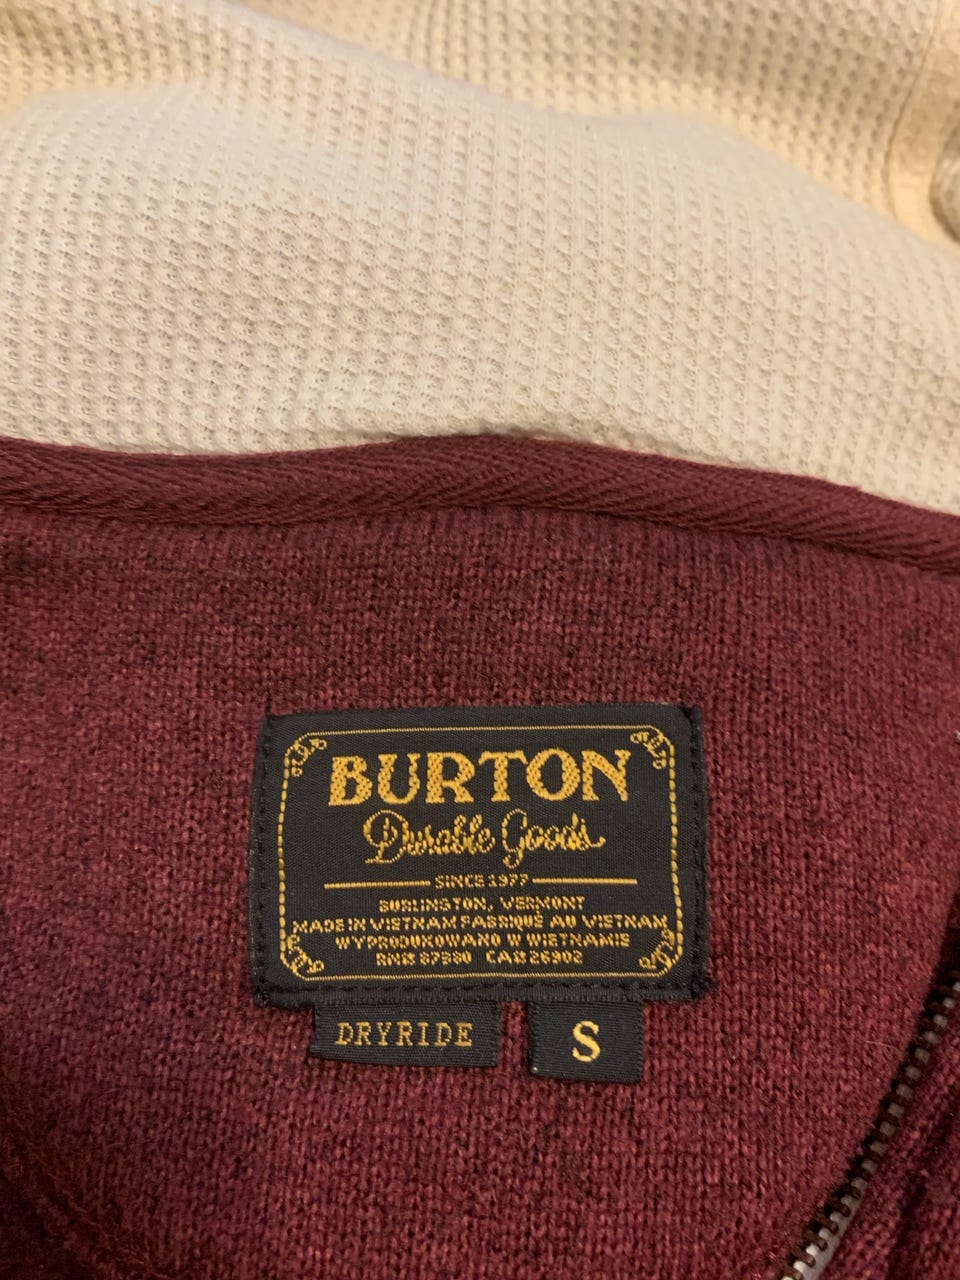 BURTON
Durable Goods
SINCE 1977
BURLINGTON, VERMONT
MADE IN VIETNAM FABRIQUÉ AU VIETNAM
WYPRODUKOWANO W WIETNAMIE
RN# 87980 CA# 26902
DRYRIDE
S